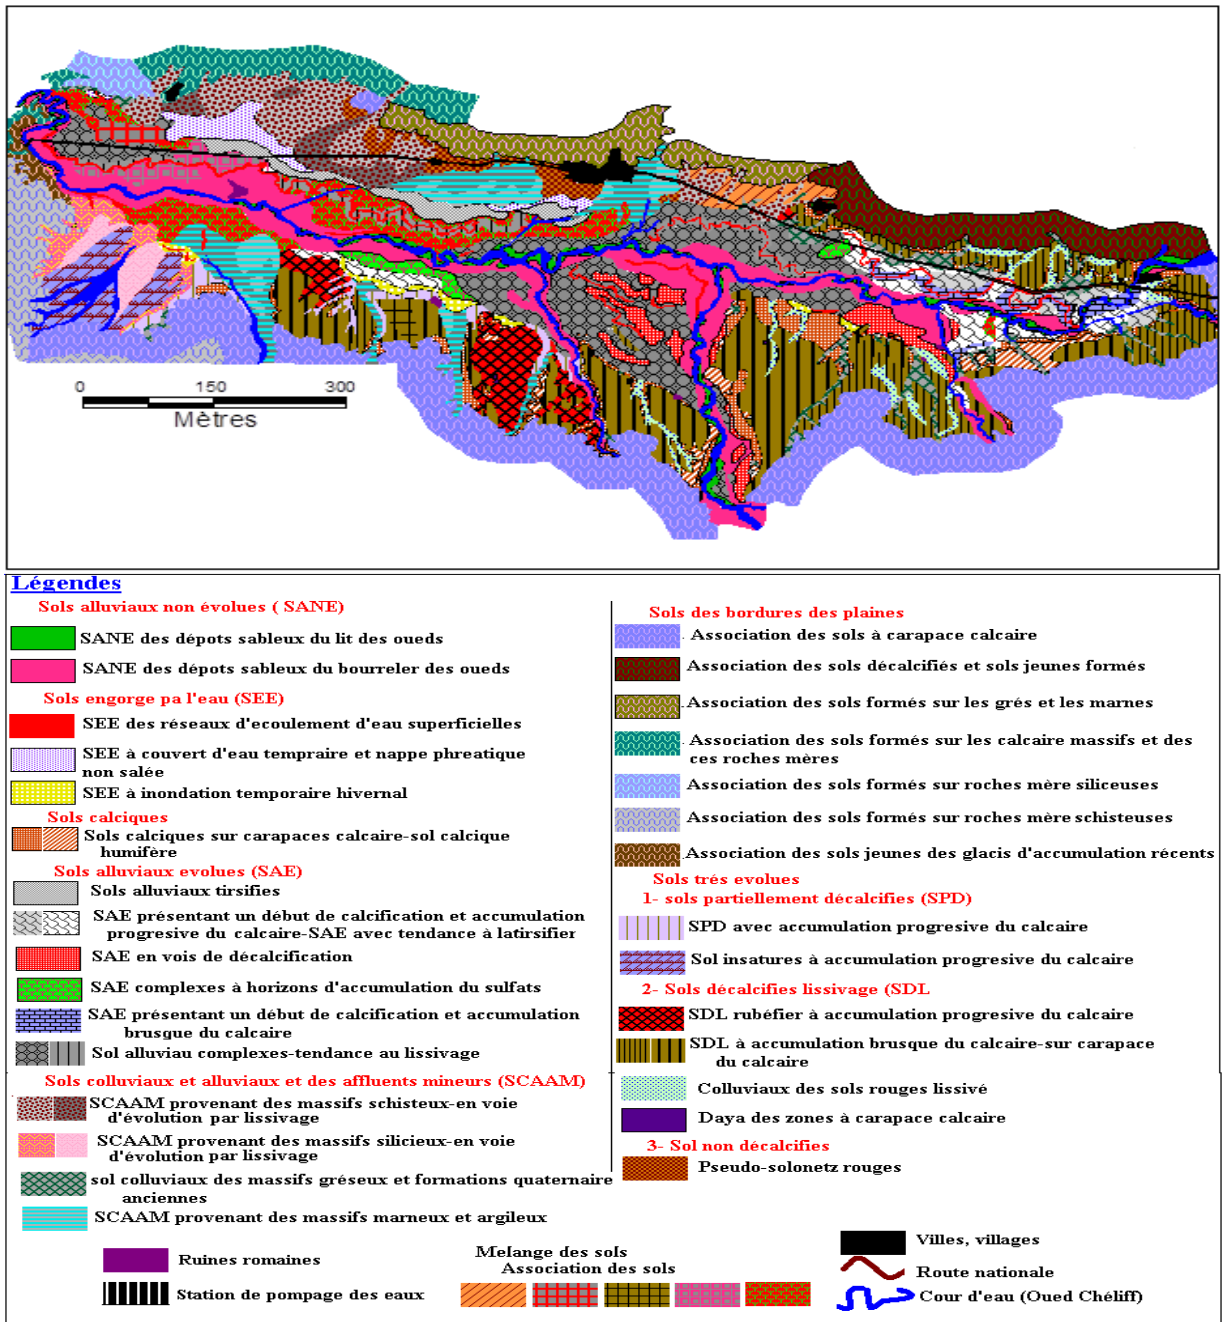 0 150 300
Mètres
Légendes
Sols alluviaux non évolues ( SANE)
SANE des dépots sableux du lit des oueds
SANE des dépots sableux du bourreler des oueds
Sols engorge pa l'eau (SEE)
SEE des réseaux d'ecoulement d'eau superficielles
SEE à couvert d'eau tempraire et nappe phreatique
non salée
SEE à inondation temporaire hivernal
Sols calciques
Sols calciques sur carapaces calcaire-sol calcique
humifère
Sols alluviaux evolues (SAE)
Sols alluviaux tirsifies
SAE présentant un début de calcification et accumulation
progresive du calcaire-SAE avec tendance à latirsifier
SAE en vois de décalcification
SAE complexes à horizons d'accumulation du sulfats
SAE présentant un début de calcification et accumulation
brusque du calcaire
Sol alluviau complexes-tendance au lissivage
Sols colluviaux et alluviaux et des affluents mineurs (SCAAM)
SCAAM provenant des massifs schisteux-en voie
d'évolution par lissivage
SCAAM provenant des massifs silicieux-en voie
d'évolution par lissivage
sol colluviaux des massifs gréseux et formations quaternaire
anciennes
SCAAM provenant des massifs marneux et argileux
Sols des bordures des plaines
Association des sols à carapace calcaire
Association des sols décalcifiés et sols jeunes formés
Association des sols formés sur les grés et les marnes
Association des sols formés sur les calcaire massifs et des
ces roches mères
Association des sols formés sur roches mère siliceuses
Association des sols formés sur roches mère schisteuses
Association des sols jeunes des glacis d'accumulation récents
Sols trés evolues
1- sols partiellement décalcifies (SPD)
SPD avec accumulation progresive du calcaire
Sol insatures à accumulation progresive du calcaire
2- Sols décalcifies lissivage (SDL
SDL rubéfier à accumulation progresive du calcaire
SDL à accumulation brusque du calcaire-sur carapace
du calcaire
Colluviaux des sols rouges lissivé
Daya des zones à carapace calcaire
3- Sol non décalcifies
Pseudo-solonetz rouges
Ruines romaines
Station de pompage des eaux
Melange des sols
Association des sols
Villes, villages
Route nationale
Cour d'eau (Oued Chéliff)